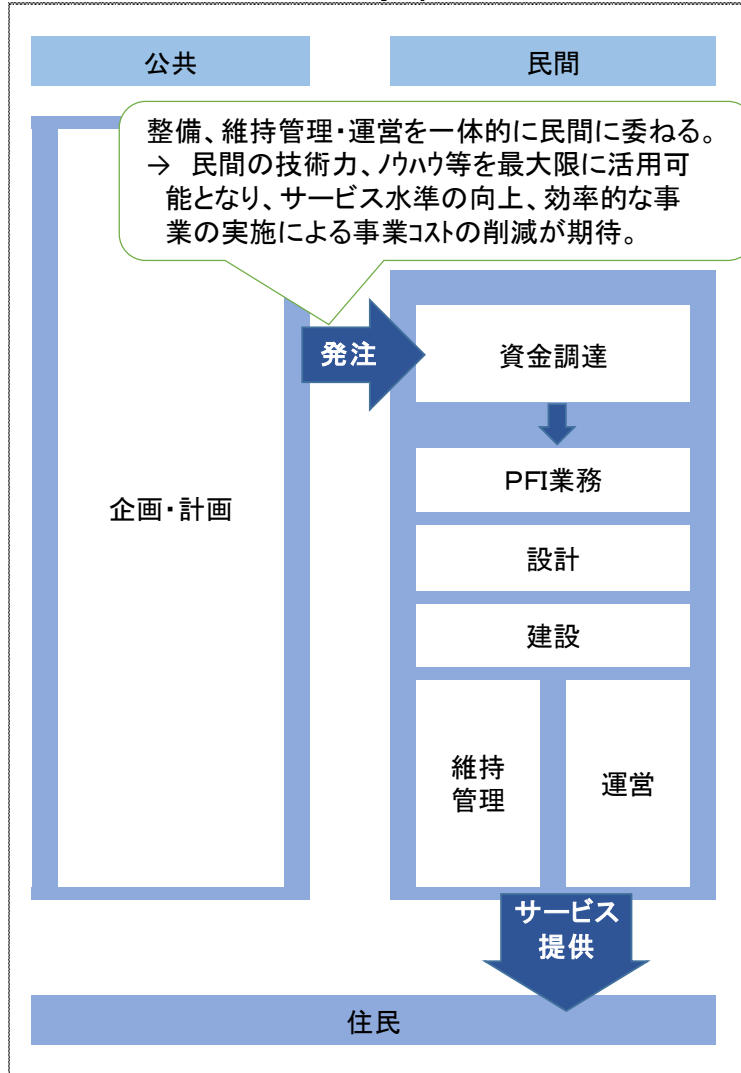 公共
民間
整備、維持管理・運営を一体的に民間に委ねる。
→ 民間の技術力、ﾉｳﾊｳ等を最大限に活用可
能となり、サービス水準の向上、効率的な事
業の実施による事業ｺｽﾄの削減が期待。
発注
資金調達
企画・計画
PFI業務
設計
建設
維持
管理
運営
サービス
提供
住民